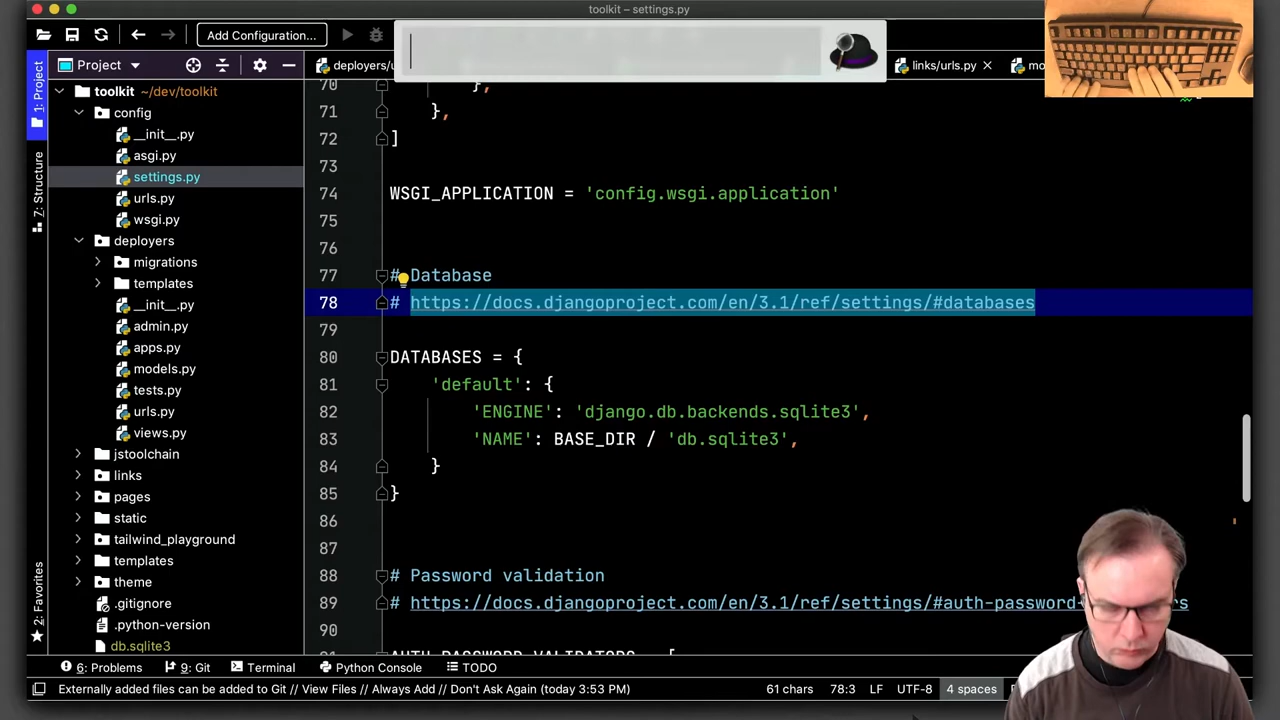 toolkit – settings.py
Add Configuration...
Project
deployers/u
links/urls.py
mo
1: Project
Z: Structure
2: Favorites
toolkit ~/dev/toolkit
config
__init__.py
asgi.py
settings.py
urls.py
wsgi.py
deployers
migrations
templates
__init__.py
admin.py
apps.py
models.py
tests.py
urls.py
views.py
jstoolchain
links
pages
static
tailwind_playground
templates
theme
.gitignore
.python-version
db.sqlite3
70 },
71 },
72 ]
73
74 WSGI_APPLICATION = 'config.wsgi.application'
75
76
77 # Database
78 # https://docs.djangoproject.com/en/3.1/ref/settings/#databases
79
80 DATABASES = {
81 'default': {
82 'ENGINE': 'django.db.backends.sqlite3',
83 'NAME': BASE_DIR / 'db.sqlite3',
84 }
85 }
86
87
88 # Password validation
89 # https://docs.djangoproject.com/en/3.1/ref/settings/#auth-password- rs
90
91 AUTH_PASSWORD_VALIDATORS = [
6: Problems
9: Git
Terminal
Python Console
TODO
Externally added files can be added to Git // View Files // Always Add // Don't Ask Again (today 3:53 PM)
61 chars
78:3
LF
UTF-8
4 spaces